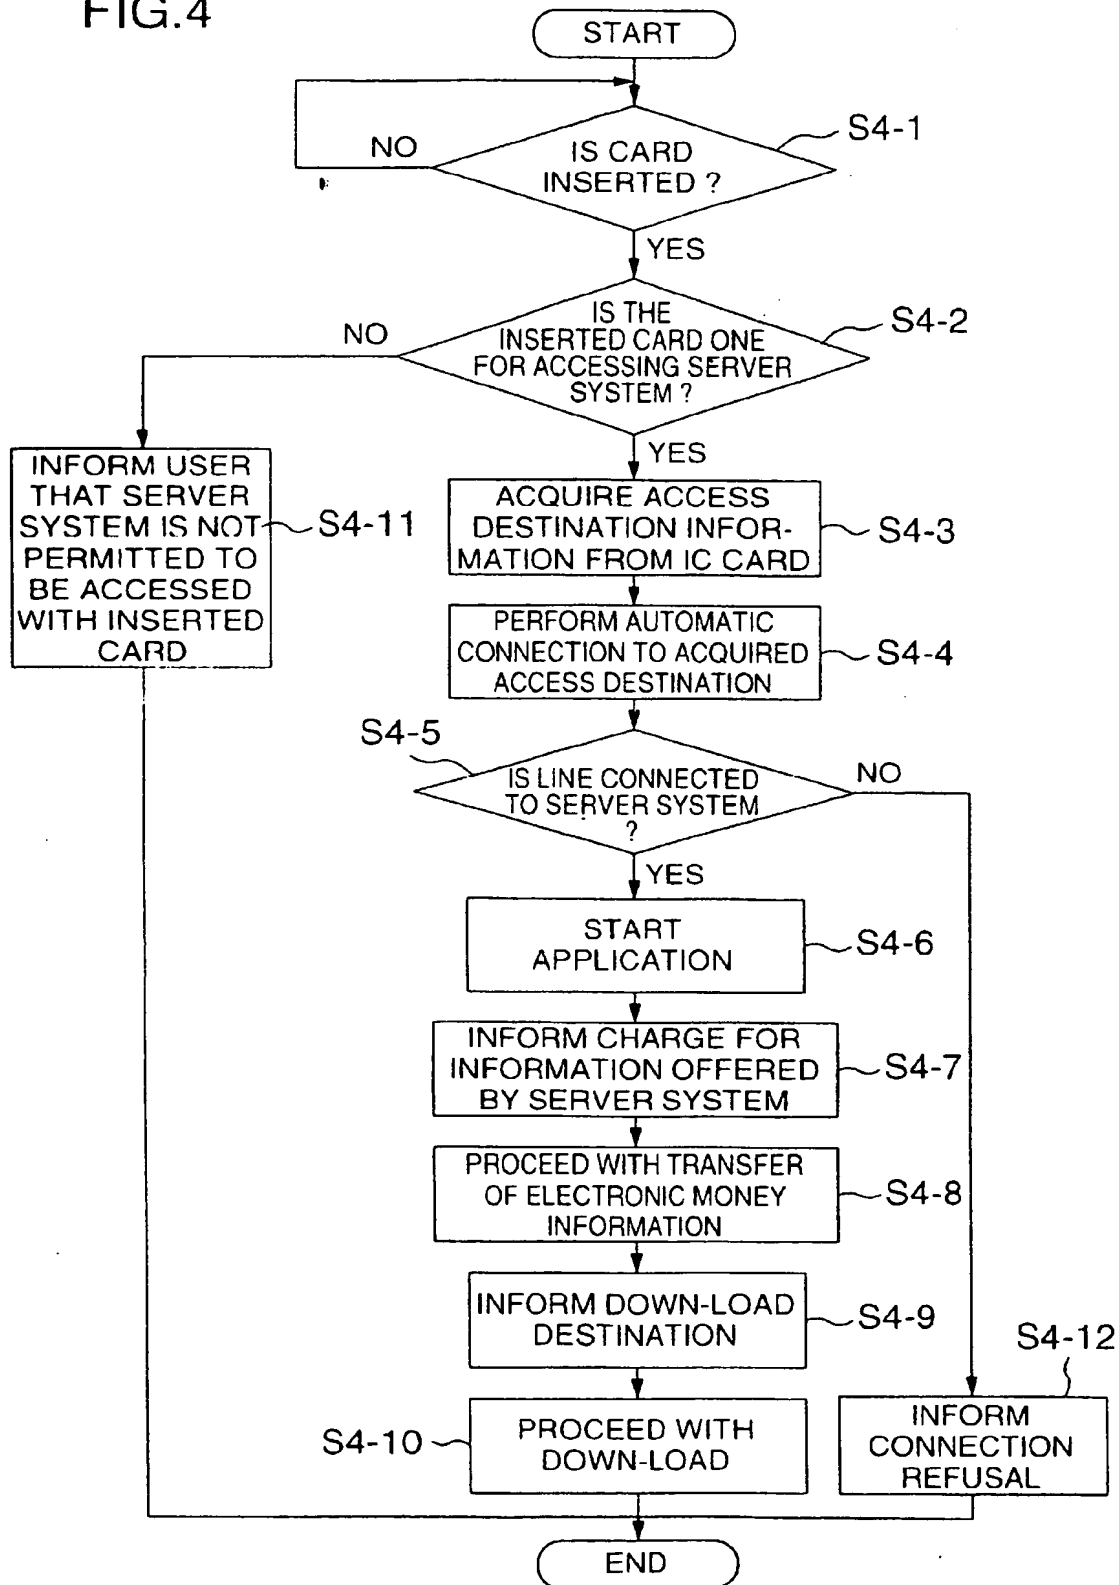 FIG.4
START
IS CARD
INSERTED ?
S4-1
NO
YES
IS THE
INSERTED CARD ONE
FOR ACCESSING SERVER
SYSTEM ?
S4-2
NO
YES
INFORM USER
THAT SERVER
SYSTEM IS NOT
PERMITTED TO
BE ACCESSED
WITH INSERTED
CARD
S4-11
ACQUIRE ACCESS
DESTINATION INFOR-
MATION FROM IC CARD
S4-3
PERFORM AUTOMATIC
CONNECTION TO ACQUIRED
ACCESS DESTINATION
S4-4
S4-5
IS LINE CONNECTED
TO SERVER SYSTEM
?
NO
YES
START
APPLICATION
S4-6
INFORM CHARGE FOR
INFORMATION OFFERED
BY SERVER SYSTEM
S4-7
PROCEED WITH TRANSFER
OF ELECTRONIC MONEY
INFORMATION
S4-8
INFORM DOWN-LOAD
DESTINATION
S4-9
S4-12
S4-10
PROCEED WITH
DOWN-LOAD
INFORM
CONNECTION
REFUSAL
END